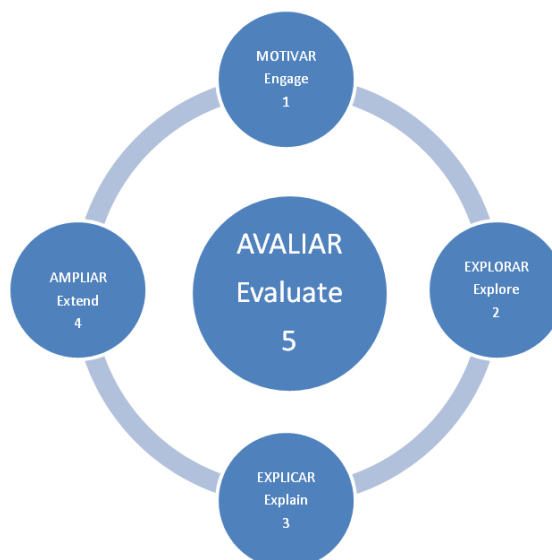 MOTIVAR
Engage
1
EXPLORAR
Explore
2
EXPLICAR
Explain
3
AMPLIAR
Extend
4
AVALIAR
Evaluate
5